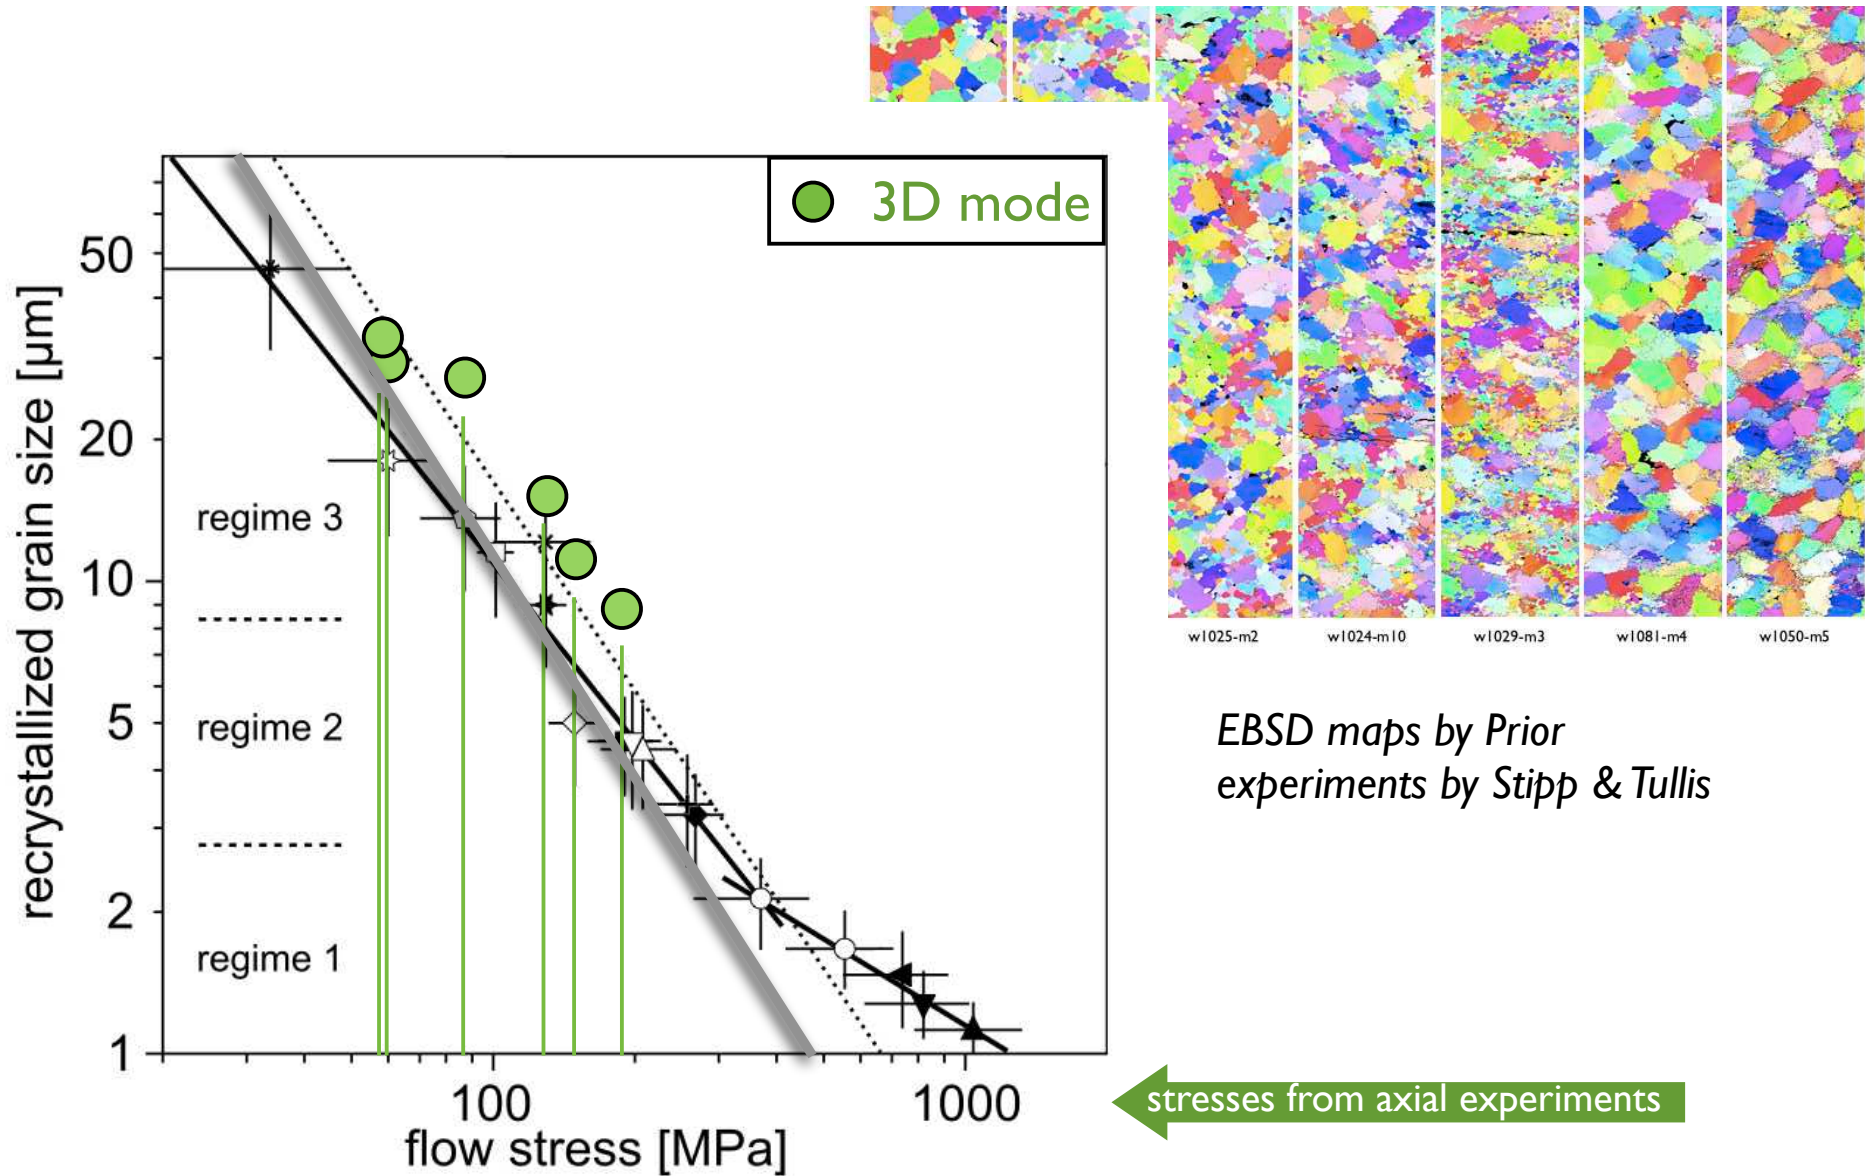 3D mode
50
20
10
5
2
1
recrystallized grain size [µm]
regime 3
regime 2
regime 1
100
1000
flow stress [MPa]
w1025-m2
w1024-m10
w1029-m3
w1081-m4
w1050-m5
EBSD maps by Prior
experiments by Stipp & Tullis
stresses from axial experiments